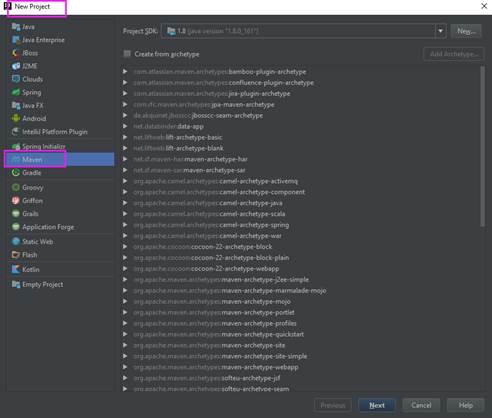 New Project
Java
Java Enterprise
JBoss
J2ME
Clouds
Spring
Java FX
Android
IntelliJ Platform Plugin
Spring Initializr
Maven
Gradle
Groovy
Griffon
Grails
Application Forge
Static Web
Flash
Kotlin
Empty Project
Project SDK: 1.8 (java version "1.8.0_161") New...
Create from archetype Add Archetype...
com.atlassian.maven.archetypes:bamboo-plugin-archetype
com.atlassian.maven.archetypes:confluence-plugin-archetype
com.atlassian.maven.archetypes:jira-plugin-archetype
com.rfc.maven.archetypes:jpa-maven-archetype
de.akquinet.jbosscc:jbosscc-seam-archetype
net.databinder:data-app
net.liftweb:lift-archetype-basic
net.liftweb:lift-archetype-blank
net.sf.maven-har:maven-archetype-har
net.sf.maven-sar:maven-archetype-sar
org.apache.camel.archetypes:camel-archetype-activemq
org.apache.camel.archetypes:camel-archetype-component
org.apache.camel.archetypes:camel-archetype-java
org.apache.camel.archetypes:camel-archetype-scala
org.apache.camel.archetypes:camel-archetype-spring
org.apache.camel.archetypes:camel-archetype-war
org.apache.cocoon:cocoon-22-archetype-block
org.apache.cocoon:cocoon-22-archetype-block-plain
org.apache.cocoon:cocoon-22-archetype-webapp
org.apache.maven.archetypes:maven-archetype-j2ee-simple
org.apache.maven.archetypes:maven-archetype-marmalade-mojo
org.apache.maven.archetypes:maven-archetype-mojo
org.apache.maven.archetypes:maven-archetype-portlet
org.apache.maven.archetypes:maven-archetype-profiles
org.apache.maven.archetypes:maven-archetype-quickstart
org.apache.maven.archetypes:maven-archetype-site
org.apache.maven.archetypes:maven-archetype-site-simple
org.apache.maven.archetypes:maven-archetype-webapp
org.apache.maven.archetypes:softeu-archetype-jsf
org.apache.maven.archetypes:softeu-archetype-seam
Previous Next Cancel Help